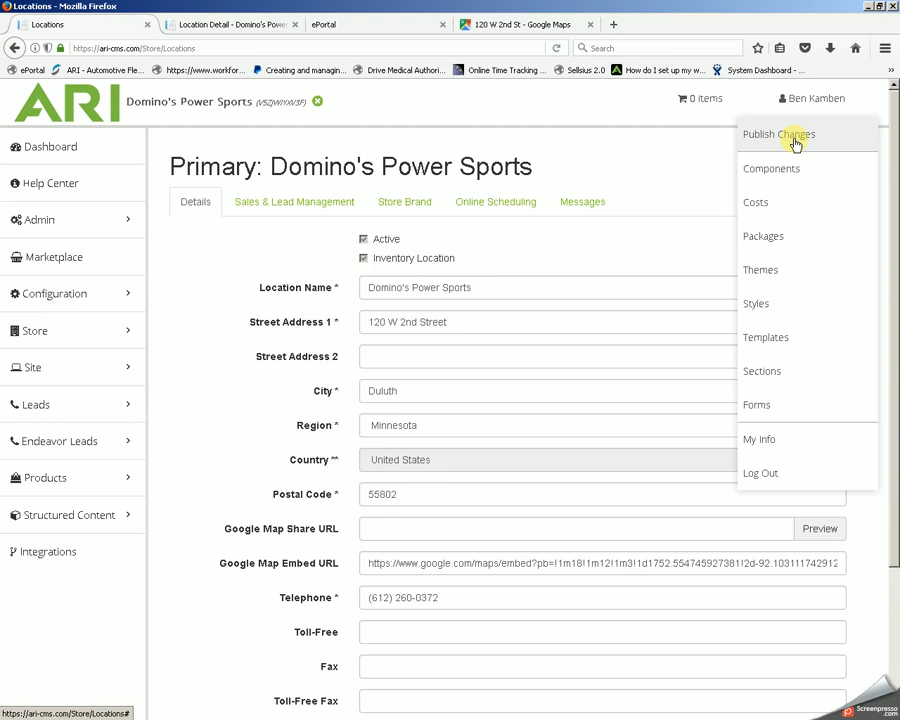 Locations - Mozilla Firefox
Locations
Location Detail - Domino's Power...
ePortal
120 W 2nd St - Google Maps
https://ari-cms.com/Store/Locations
Search
ePortal
ARI - Automotive Fle...
https://www.workfor...
Creating and managin...
Drive Medical Authori...
Online Time Tracking ...
Sellsius 2.0
How do I set up my w...
System Dashboard - ...
ARI
Domino's Power Sports (VSZJWIYXV3F)
0 items
Ben Kamben
Dashboard
Help Center
Admin
Marketplace
Configuration
Store
Site
Leads
Endeavor Leads
Products
Structured Content
Integrations
Primary: Domino's Power Sports
Details
Sales & Lead Management
Store Brand
Online Scheduling
Messages
Active
Inventory Location
Location Name * Domino's Power Sports
Street Address 1 * 120 W 2nd Street
Street Address 2
City * Duluth
Region * Minnesota
Country ** United States
Postal Code * 55802
Google Map Share URL Preview
Google Map Embed URL https://www.google.com/maps/embed?pb=!1m18!1m12!1m3!1d1752.554745927381!2d-92.103111742912
Telephone * (612) 260-0372
Toll-Free
Fax
Toll-Free Fax
Publish Changes
Components
Costs
Packages
Themes
Styles
Templates
Sections
Forms
My Info
Log Out
https://ari-cms.com/Store/Locations#
Screenpresso
.com